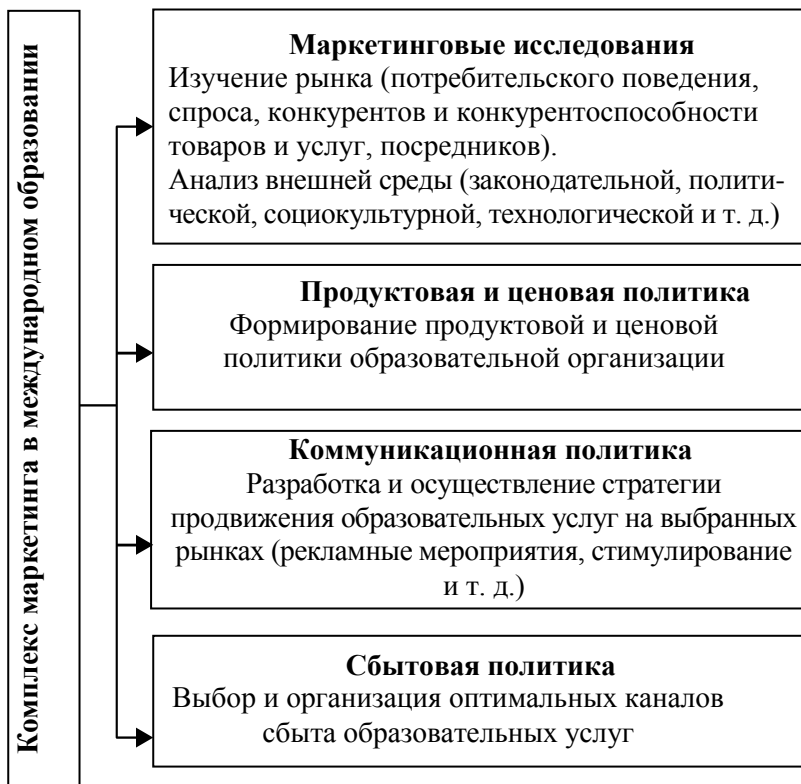 Комплекс маркетинга в международном образовании
Маркетинговые исследования
Изучение рынка (потребительского поведения,
спроса, конкурентов и конкурентоспособности
товаров и услуг, посредников).
Анализ внешней среды (законодательной, полити-
ческой, социокультурной, технологической и т. д.)
Продуктовая и ценовая политика
Формирование продуктовой и ценовой
политики образовательной организации
Коммуникационная политика
Разработка и осуществление стратегии
продвижения образовательных услуг на выбранных
рынках (рекламные мероприятия, стимулирование
и т. д.)
Сбытовая политика
Выбор и организация оптимальных каналов
сбыта образовательных услуг